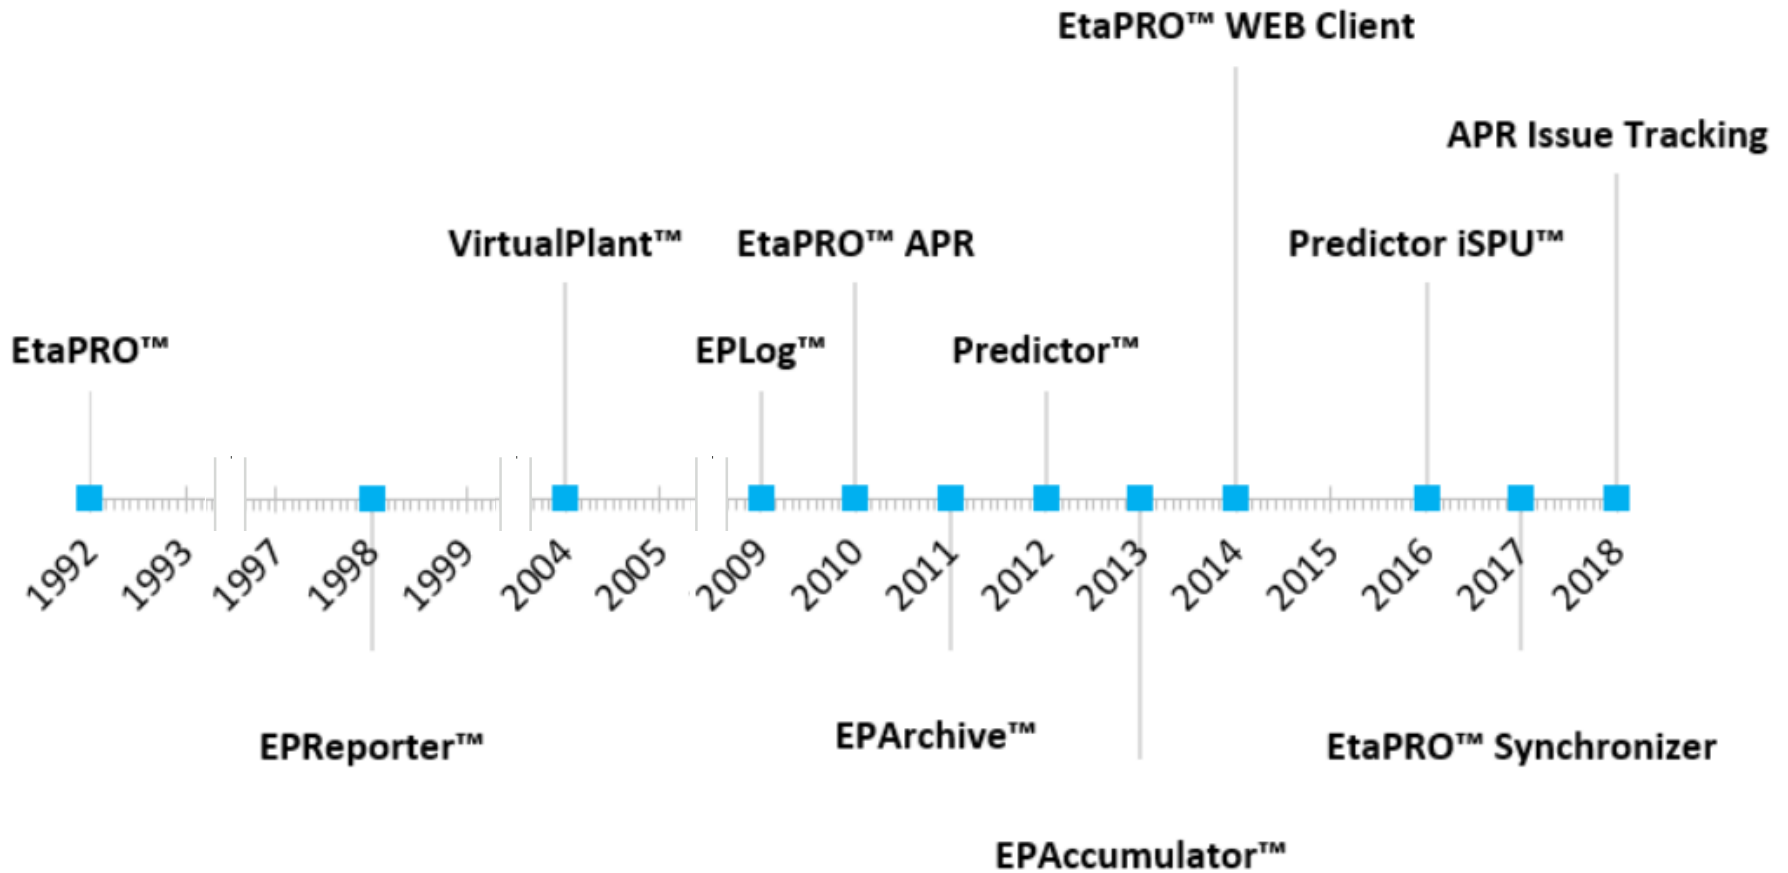 EtaPRO™ WEB Client
APR Issue Tracking
VirtualPlant™
EtaPRO™ APR
Predictor iSPU™
EtaPRO™
EPLog™
Predictor™
1992
1993
1997
1998
1999
2004
2005
2009
2010
2011
2012
2013
2014
2015
2016
2017
2018
EPReporter™
EPArchive™
EtaPRO™ Synchronizer
EPAccumulator™